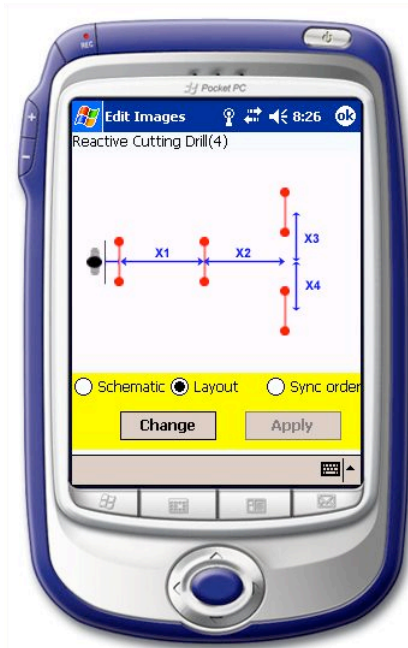 REC
Pocket PC
Edit Images 8:26 ok
Reactive Cutting Drill(4)
X1 X2 X3
X4
Schematic Layout Sync order
Change Apply